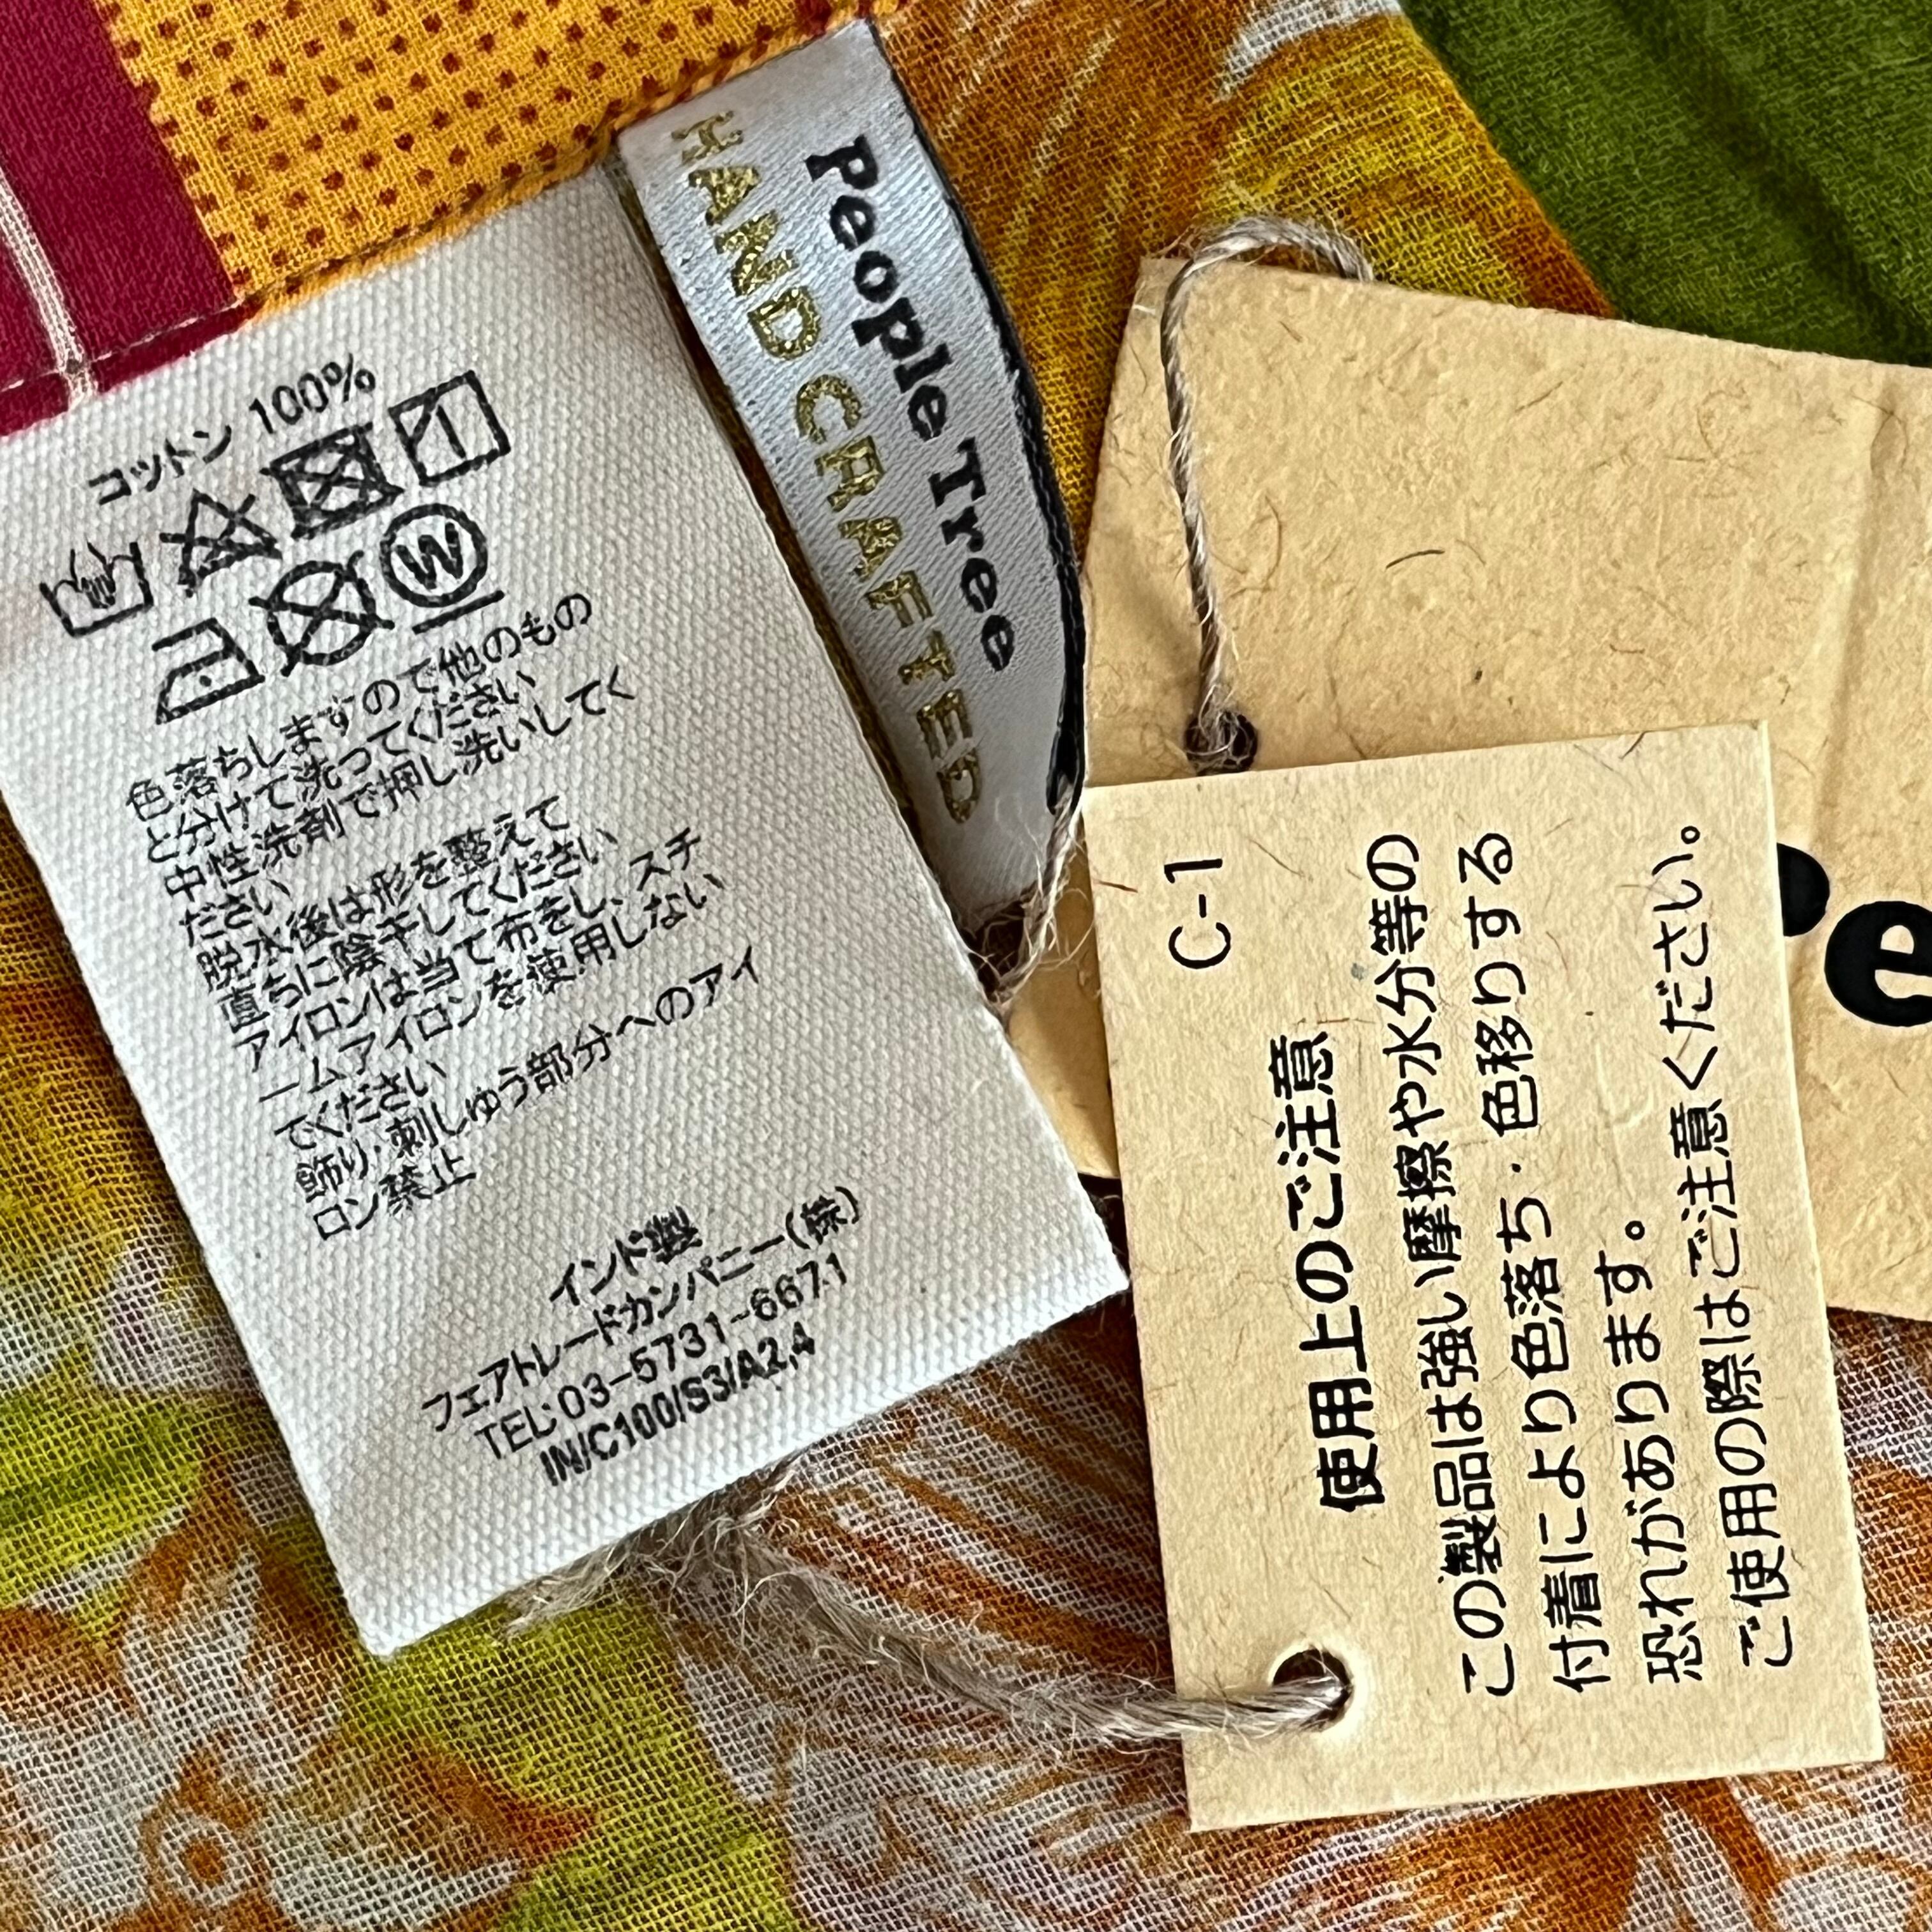 コットン 100%
色落ちしますので他のもの
と分けて洗ってください
中性洗剤で押し洗いしてく
ださい
脱水後は形を整えて
直ちに陰干してください
アイロンは当て布をし、スチ
ームアイロンを使用しない
でください
飾り・刺しゅう部分へのアイ
ロン禁止
インド製
フェアトレードカンパニー(株)
TEL:03-5731-6671
IN/C100/S3/A2,4
People Tree
HAND CRAFTED
C-1
使用上のご注意
この製品は強い摩擦や水分等の
付着により色落ち・色移りする
恐れがあります。
ご使用の際はご注意ください。